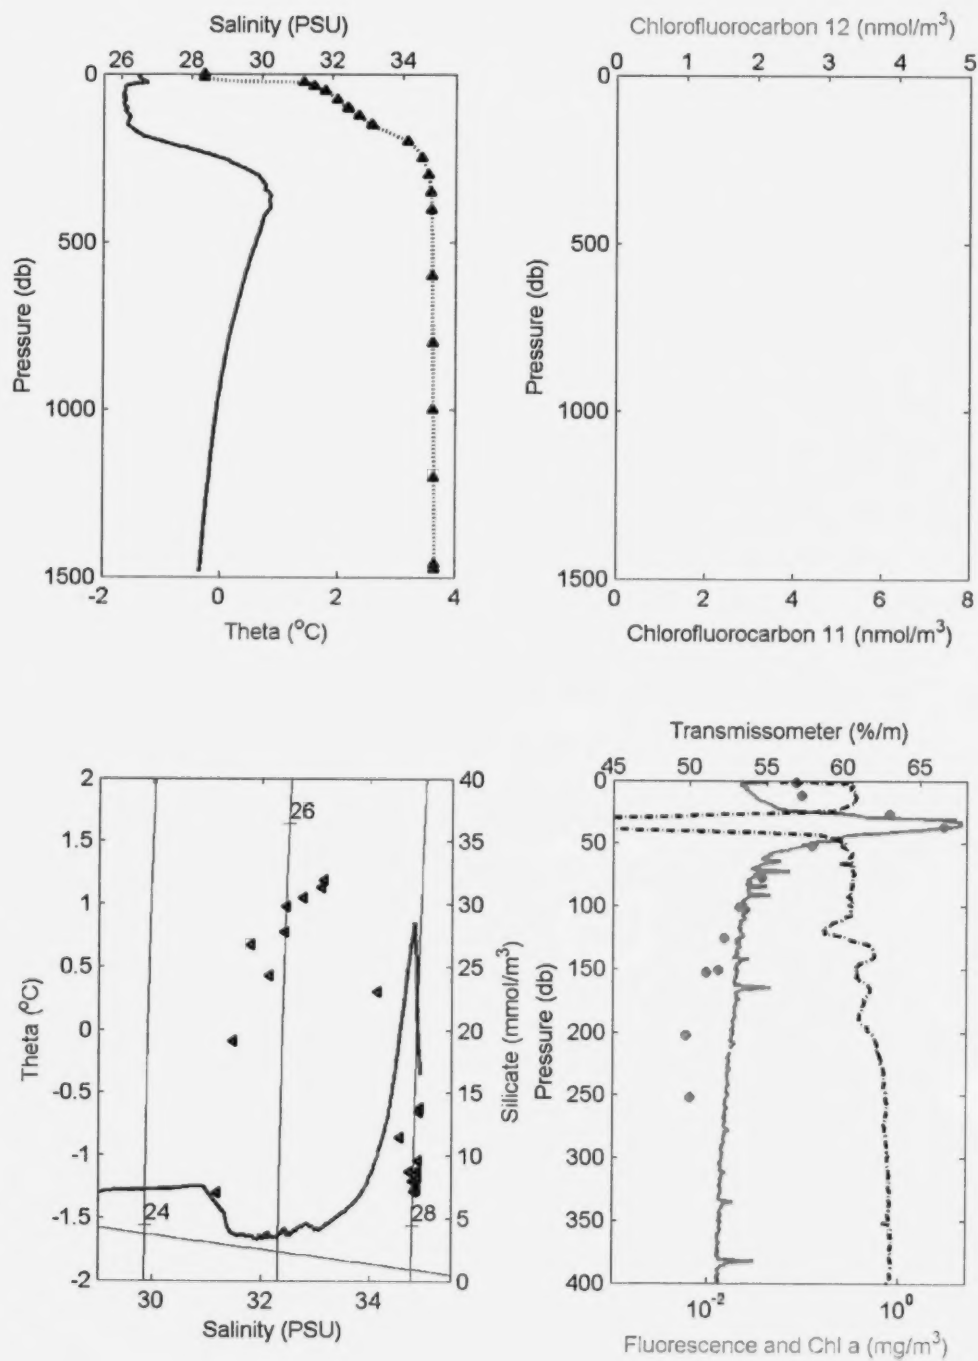 Salinity (PSU)
26 28 30 32 34
0
500
1000
1500
Pressure (db)
-2 0 2 4
Theta (°C)
Chlorofluorocarbon 12 (nmol/m³)
0 1 2 3 4 5
0
500
1000
1500
Pressure (db)
0 2 4 6 8
Chlorofluorocarbon 11 (nmol/m³)
2
1.5
1
0.5
0
-0.5
-1
-1.5
-2
Theta (°C)
26
24
28
40
35
30
25
20
15
10
5
0
Silicate (mmol/m³)
30 32 34
Salinity (PSU)
Transmissometer (%/m)
45 50 55 60 65
0
50
100
150
200
250
300
350
400
Pressure (db)
10⁻² 10⁰
Fluorescence and Chl a (mg/m³)